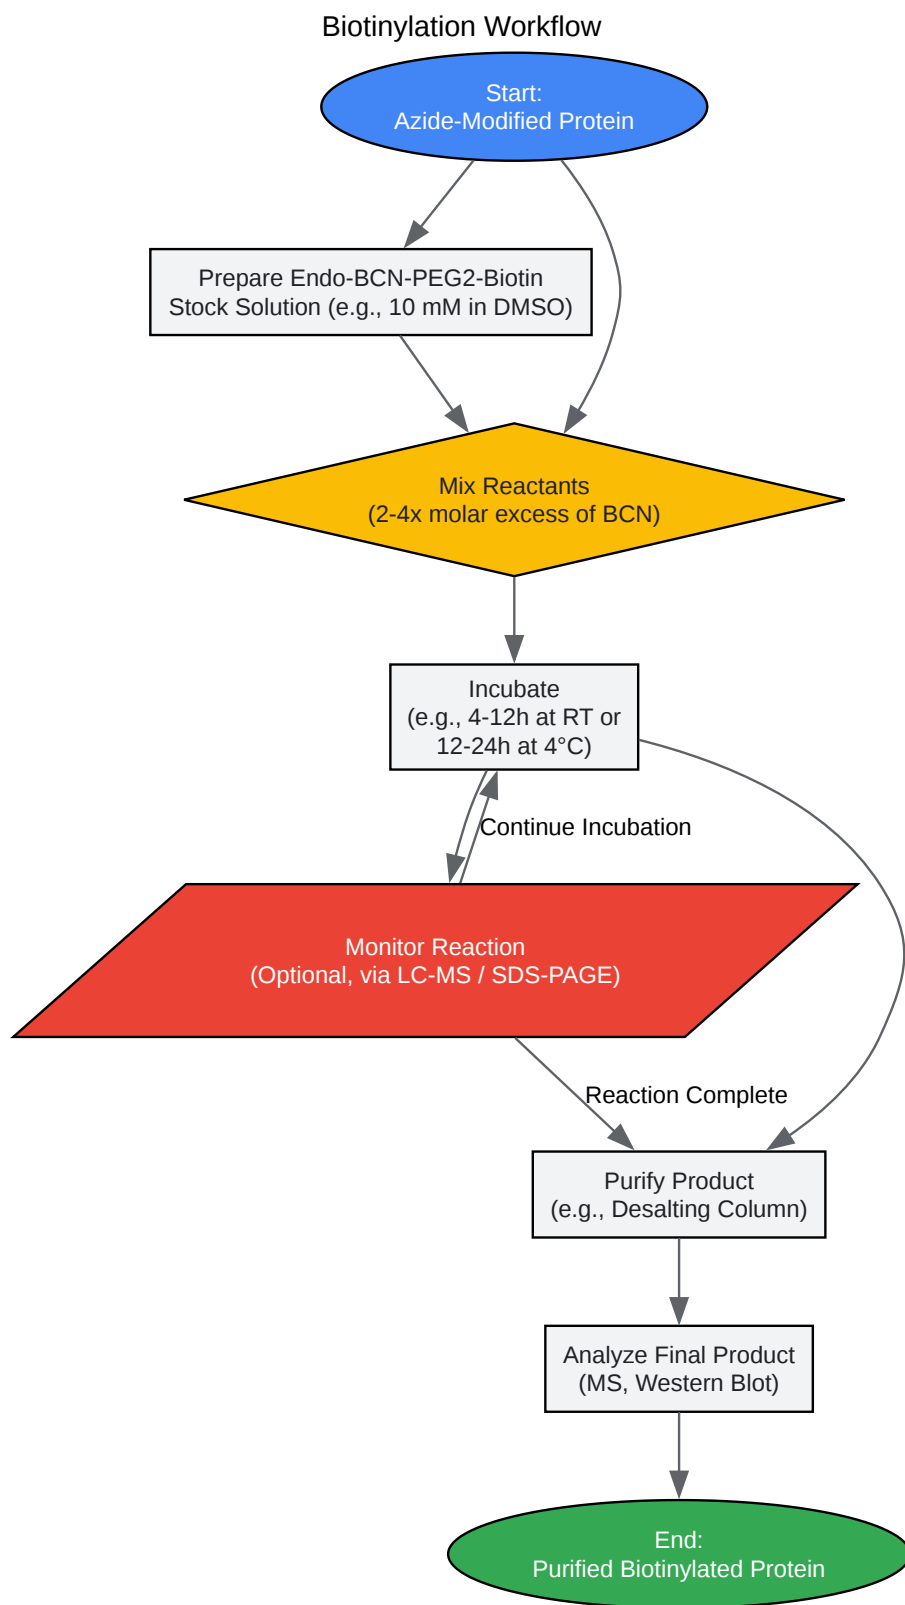 Biotinylation Workflow
Start:
Azide-Modified Protein
Prepare Endo-BCN-PEG2-Biotin
Stock Solution (e.g., 10 mM in DMSO)
Mix Reactants
(2-4x molar excess of BCN)
Incubate
(e.g., 4-12h at RT or
12-24h at 4°C)
Continue Incubation
Monitor Reaction
(Optional, via LC-MS / SDS-PAGE)
Reaction Complete
Purify Product
(e.g., Desalting Column)
Analyze Final Product
(MS, Western Blot)
End:
Purified Biotinylated Protein